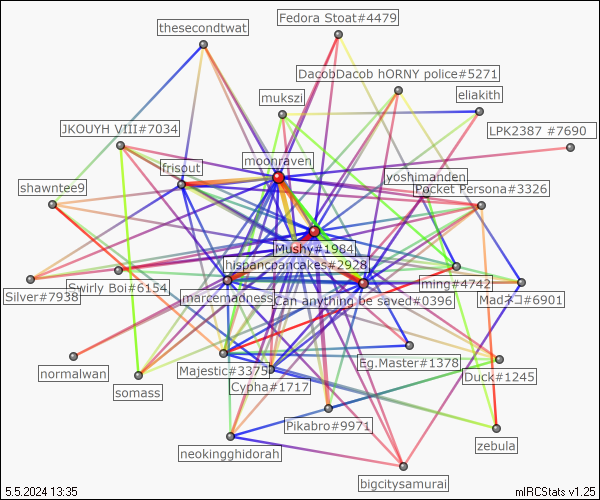 Fedora Stoat#4479
thesecondtwat
DacobDacob hORNY police#5271
mukszi
eliakith
JKOUYH VIII#7034
LPK2387 #7690
moonraven
frisout
yoshimanden
shawntee9
Pocket Persona#3326
Mushy#1984
hispancpancakes#2928
ming#4742
Silver#7938
Swirly Boi#6154
marcemadness
Can anything be saved#0396
Madネコ#6901
normalwan
Majestic#3375
Eg.Master#1378
Duck#1245
somass
Cypha#1717
Pikabro#9971
neokingghidorah
zebula
bigcitysamurai
5.5.2024 13:35
mIRCStats v1.25